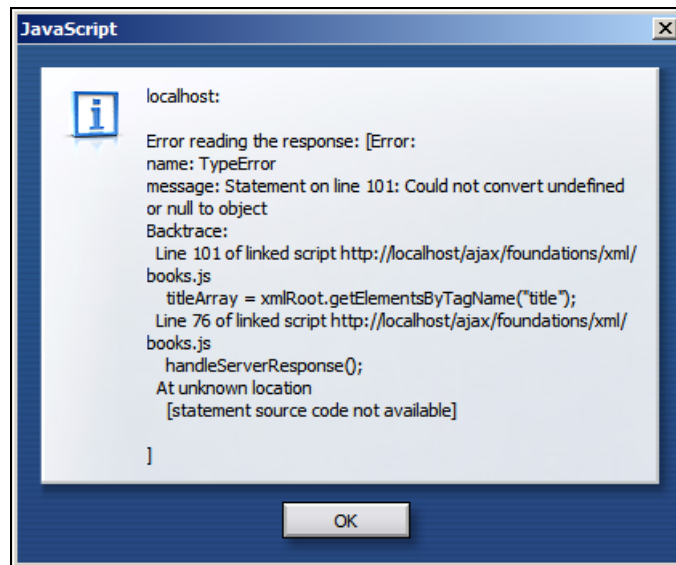 JavaScript
localhost:
Error reading the response: [Error:
name: TypeError
message: Statement on line 101: Could not convert undefined
or null to object
Backtrace:
Line 101 of linked script http://localhost/ajax/foundations/xml/
books.js
titleArray = xmlRoot.getElementsByTagName("title");
Line 76 of linked script http://localhost/ajax/foundations/xml/
books.js
handleServerResponse();
At unknown location
[statement source code not available]
]
OK